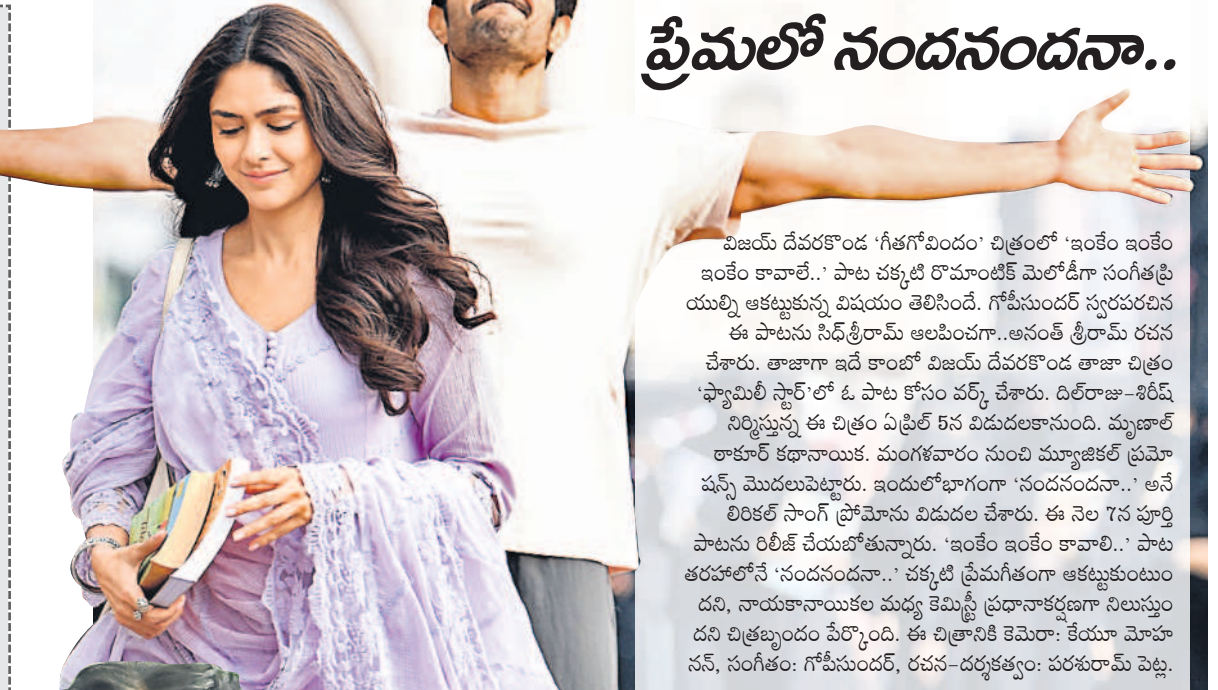 ప్రేమలో నందనందనా..
విజయ్ దేవరకొండ ‘గీతగోవిందం’ చిత్రంలో ‘ఇంకేం ఇంకేం
ఇంకేం కావాలే..’ పాట చక్కటి రొమాంటిక్ మెలోడీగా సంగీతప్రి
యుల్ని ఆకట్టుకున్న విషయం తెలిసిందే. గోపీసుందర్ స్వరపరచిన
ఈ పాటను సిధ్‌శ్రీరామ్ ఆలపించగా..అనంత్ శ్రీరామ్ రచన
చేశారు. తాజాగా ఇదే కాంబో విజయ్ దేవరకొండ తాజా చిత్రం
‘ఫ్యామిలీ స్టార్’లో ఓ పాట కోసం వర్క్ చేశారు. దిల్‌రాజు–శిరీష్
నిర్మిస్తున్న ఈ చిత్రం ఏప్రిల్ 5న విడుదలకానుంది. మృణాల్
ఠాకూర్ కథానాయిక. మంగళవారం నుంచి మ్యూజికల్ ప్రమో
షన్స్ మొదలుపెట్టారు. ఇందులోభాగంగా ‘నందనందనా..’ అనే
లిరికల్ సాంగ్ ప్రోమోను విడుదల చేశారు. ఈ నెల 7న పూర్తి
పాటను రిలీజ్ చేయబోతున్నారు. ‘ఇంకేం ఇంకేం కావాలి..’ పాట
తరహాలోనే ‘నందనందనా..’ చక్కటి ప్రేమగీతంగా ఆకట్టుకుంటుం
దని, నాయకానాయికల మధ్య కెమిస్ట్రీ ప్రధానాకర్షణగా నిలుస్తుం
దని చిత్రబృందం పేర్కొంది. ఈ చిత్రానికి కెమెరా: కేయూ మోహ
నన్, సంగీతం: గోపీసుందర్, రచన–దర్శకత్వం: పరశురామ్ పెట్ల.